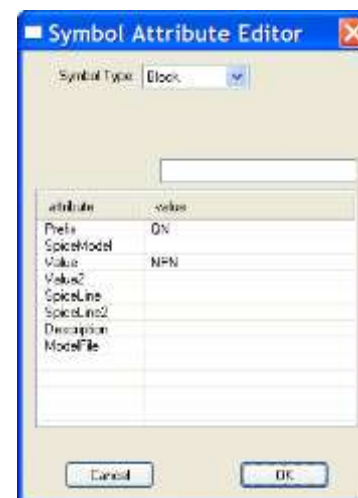 Symbol Attribute Editor
Symbol Type: Block
attribute value
Prefix QN
SpiceModel
Value NPN
Value2
SpiceLine
SpiceLine2
Description
ModelFile
Cancel OK